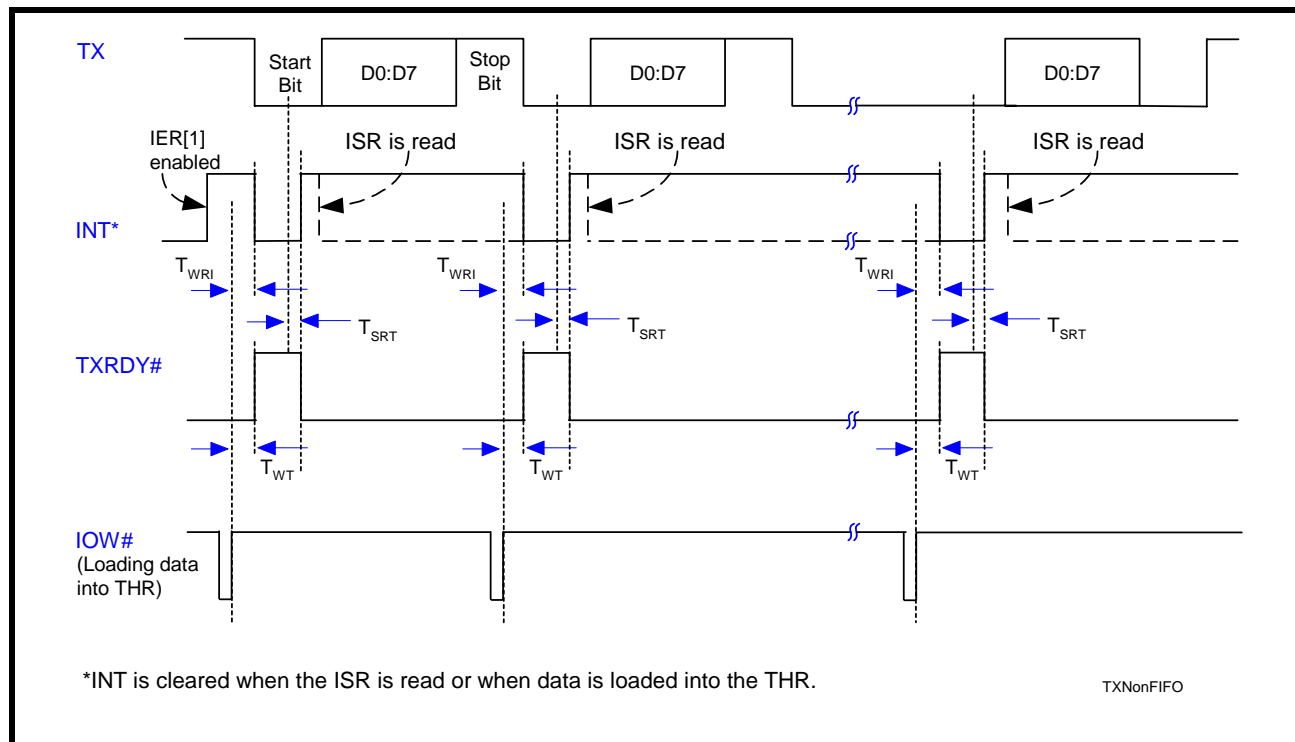 TX
Start
Bit
D0:D7
Stop
Bit
D0:D7
D0:D7
IER[1]
enabled
ISR is read
ISR is read
ISR is read
INT*
TWRI
TWRI
TWRI
TSRT
TSRT
TSRT
TXRDY#
TWT
TWT
TWT
IOW#
(Loading data
into THR)
*INT is cleared when the ISR is read or when data is loaded into the THR.
TXNonFIFO